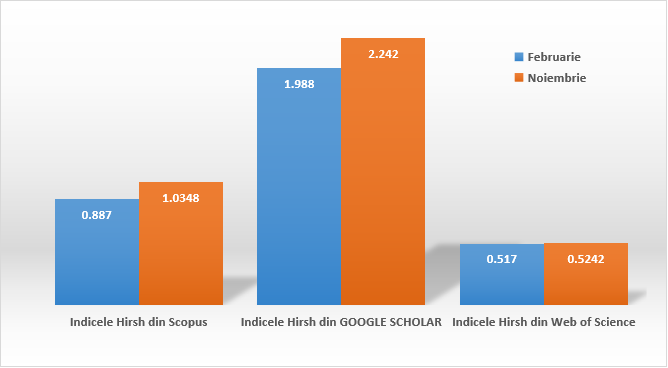 Februarie
Noiembrie
2.242
1.988
1.0348
0.887
0.517
0.5242
Indicele Hirsh din Scopus
Indicele Hirsh din GOOGLE SCHOLAR
Indicele Hirsh din Web of Science